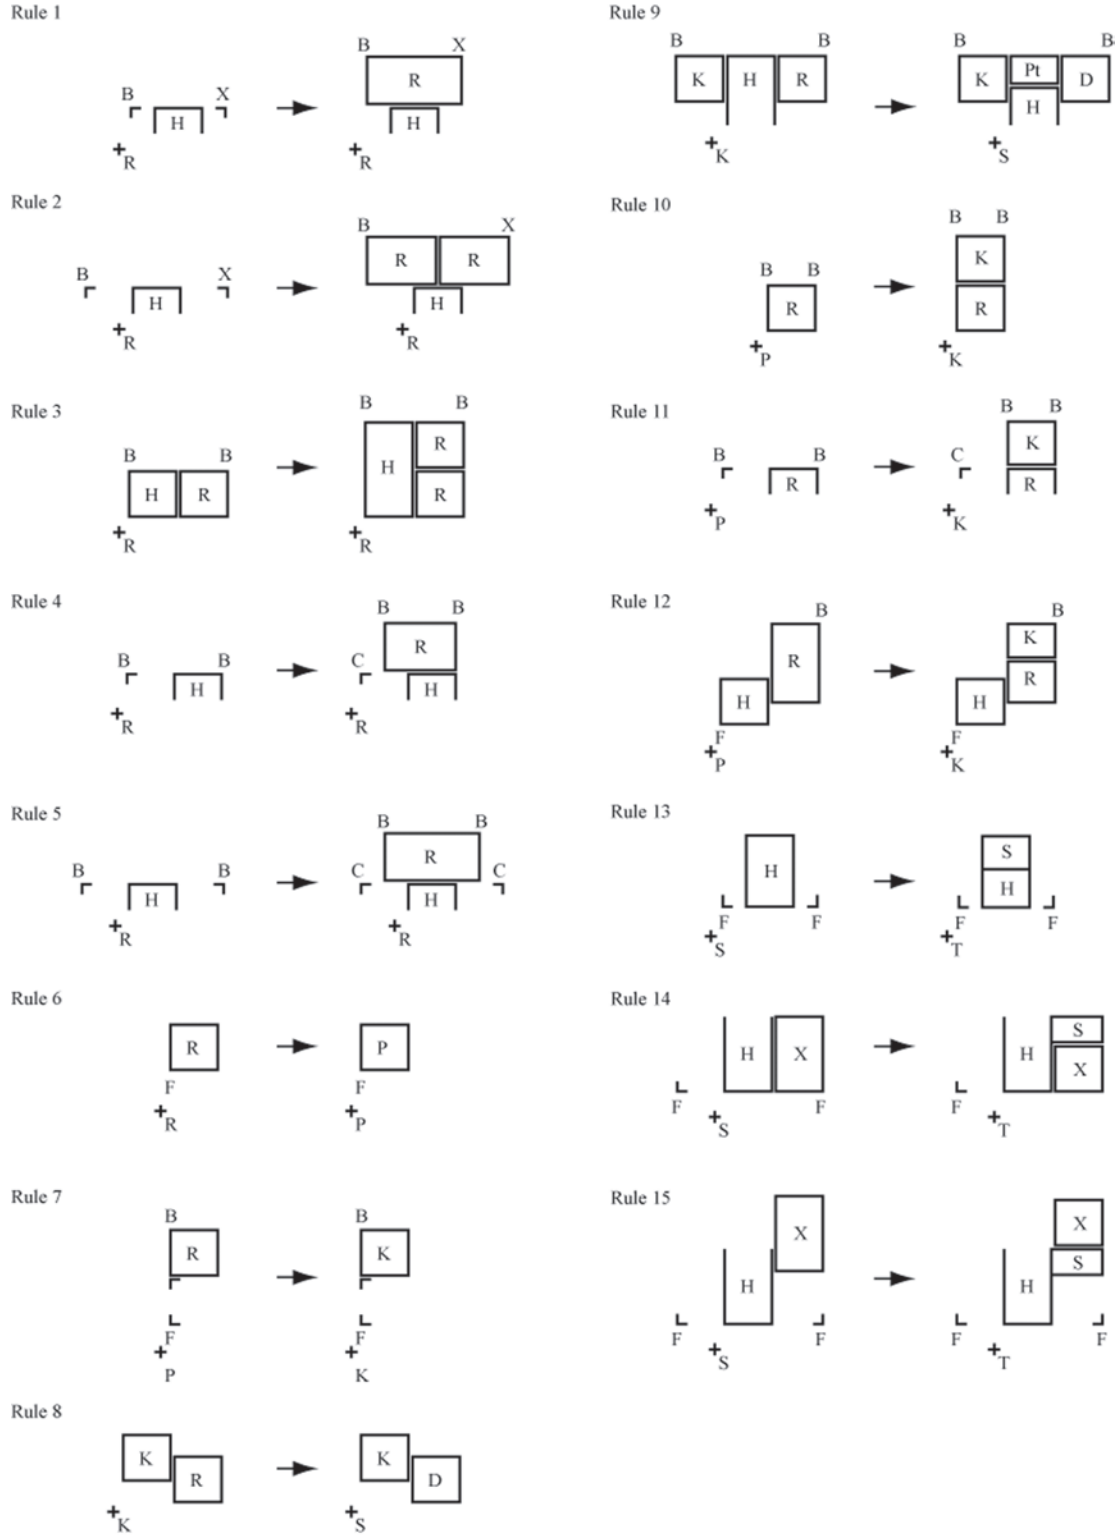 Rule 1
B X
R
B X
H H
+R +R
Rule 2
B X
R R
B X
H H
+R +R
Rule 3
B B
R
B B
H
H R R
+R +R
Rule 4
B B
R
B B C
H H
+R +R
Rule 5
B B
R
B B C C
H H
+R +R
Rule 6
R P
F F
+R +P
Rule 7
B B
R K
F F
+ +
P K
Rule 8
K K
R D
+K +S
Rule 9
B B B B
K H R K Pt D
H
+K +S
Rule 10
B B
K
B B
R R
+P +K
Rule 11
B B
K
B B C
R R
+P +K
Rule 12
B B
R K
R
H H
F F
+P +K
Rule 13
H S
H
F F F F
+S +T
Rule 14
H X H S
X
F F F F
+S +T
Rule 15
X X
S
H H
F F F F
+S +T